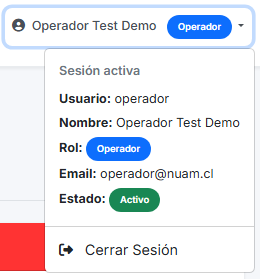 Operador Test Demo Operador
Sesión activa
Usuario: operador
Nombre: Operador Test Demo
Rol: Operador
Email: operador@nuam.cl
Estado: Activo
Cerrar Sesión